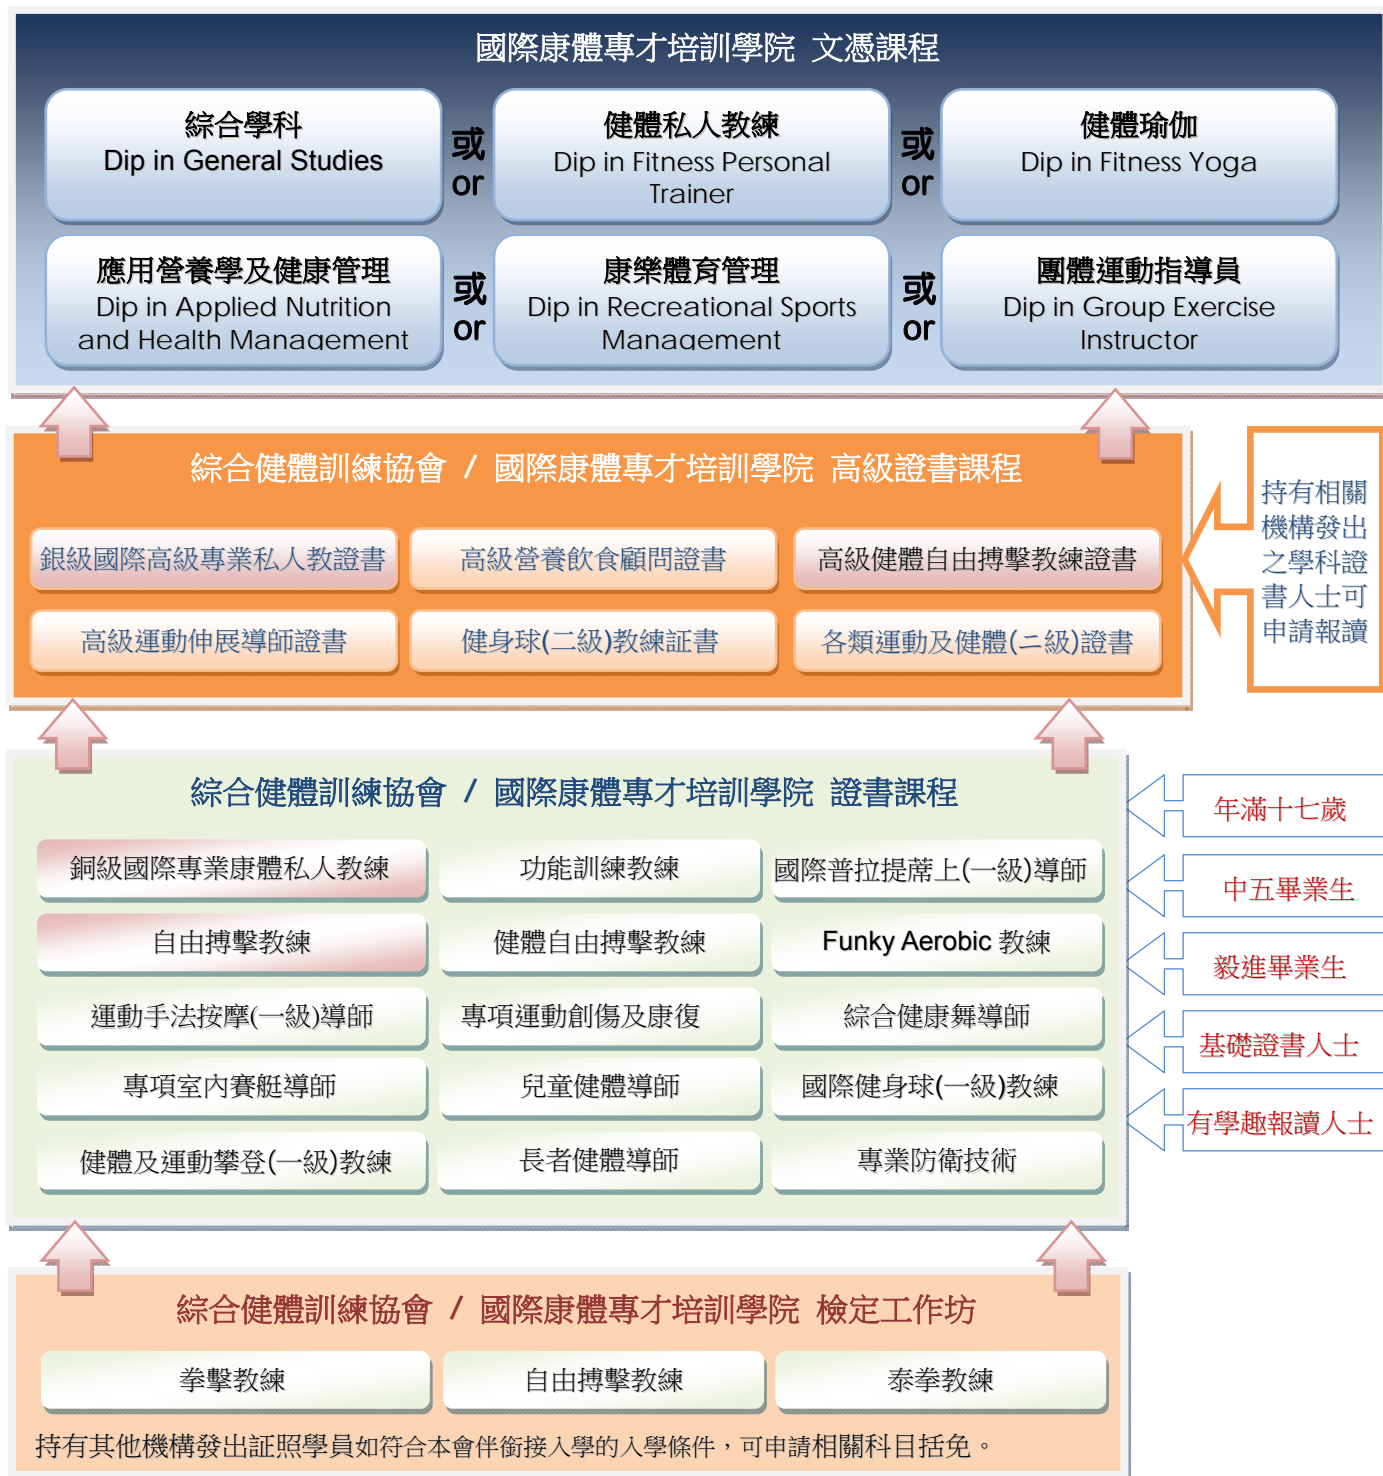 國際康體專才培訓學院 文憑課程
綜合學科
Dip in General Studies
或
or
健體私人教練
Dip in Fitness Personal
Trainer
或
or
健體瑜伽
Dip in Fitness Yoga
應用營養學及健康管理
Dip in Applied Nutrition
and Health Management
或
or
康樂體育管理
Dip in Recreational Sports
Management
或
or
團體運動指導員
Dip in Group Exercise
Instructor
綜合健體訓練協會 / 國際康體專才培訓學院 高級證書課程
銀級國際高級專業私人教證書
高級營養飲食顧問證書
高級健體自由搏擊教練證書
高級運動伸展導師證書
健身球(二級)教練証書
各類運動及健體(二級)證書
持有相關
機構發出
之學科證
書人士可
申請報讀
綜合健體訓練協會 / 國際康體專才培訓學院 證書課程
銅級國際專業康體私人教練
功能訓練教練
國際普拉提蓆上(一級)導師
自由搏擊教練
健體自由搏擊教練
Funky Aerobic 教練
運動手法按摩(一級)導師
專項運動創傷及康復
綜合健康舞導師
專項室內賽艇導師
兒童健體導師
國際健身球(一級)教練
健體及運動攀登(一級)教練
長者健體導師
專業防衛技術
年滿十七歲
中五畢業生
毅進畢業生
基礎證書人士
有學趣報讀人士
綜合健體訓練協會 / 國際康體專才培訓學院 檢定工作坊
拳擊教練
自由搏擊教練
泰拳教練
持有其他機構發出証照學員如符合本會伴銜接入學的入學條件，可申請相關科目括免。